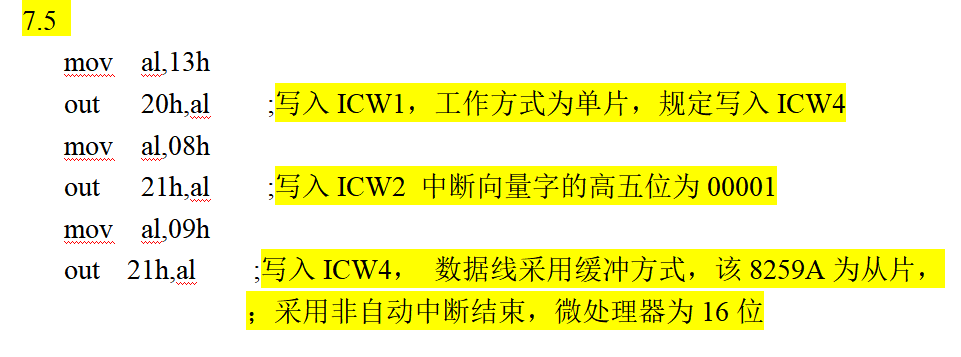 7.5
mov al,13h
out 20h,al ;写入 ICW1，工作方式为单片，规定写入 ICW4
mov al,08h
out 21h,al ;写入 ICW2 中断向量字的高五位为 00001
mov al,09h
out 21h,al ;写入 ICW4， 数据线采用缓冲方式，该 8259A 为从片，
；采用非自动中断结束，微处理器为 16 位